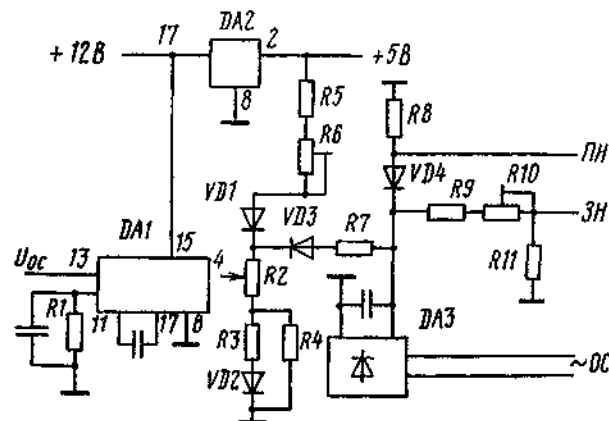 DA2
+12В 17 2 +5В
8
R5
R6
R8
ПН
VD4
R10
R9
ЗН
R11
VD1
VD3
R7
DA1
15
4
Uос 13
R2
R1
11 17 8
R3
R4
VD2
DA3
~ОС